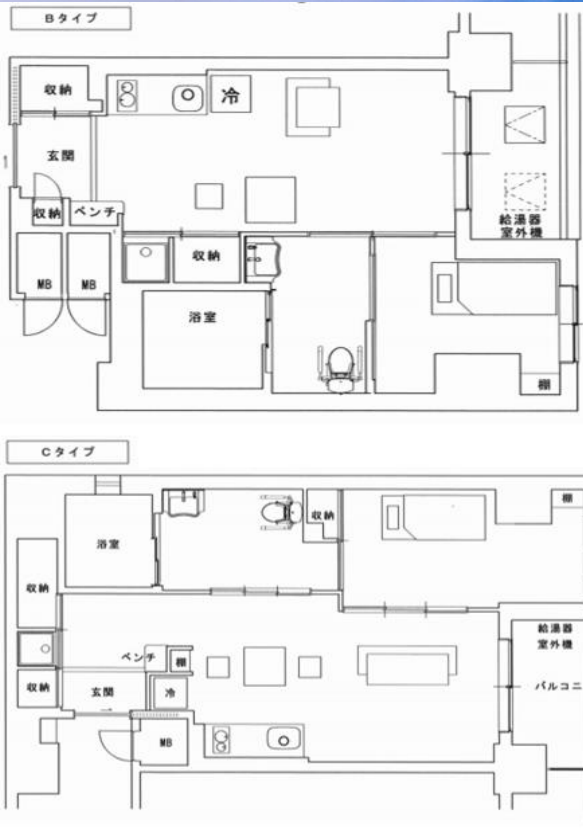 Bタイプ
収納
冷
玄関
収納
ベンチ
給湯器
室外機
MB
MB
収納
浴室
棚
Cタイプ
棚
収納
浴室
収納
給湯器
室外機
ベンチ
棚
バルコニ
収納
玄関
冷
MB